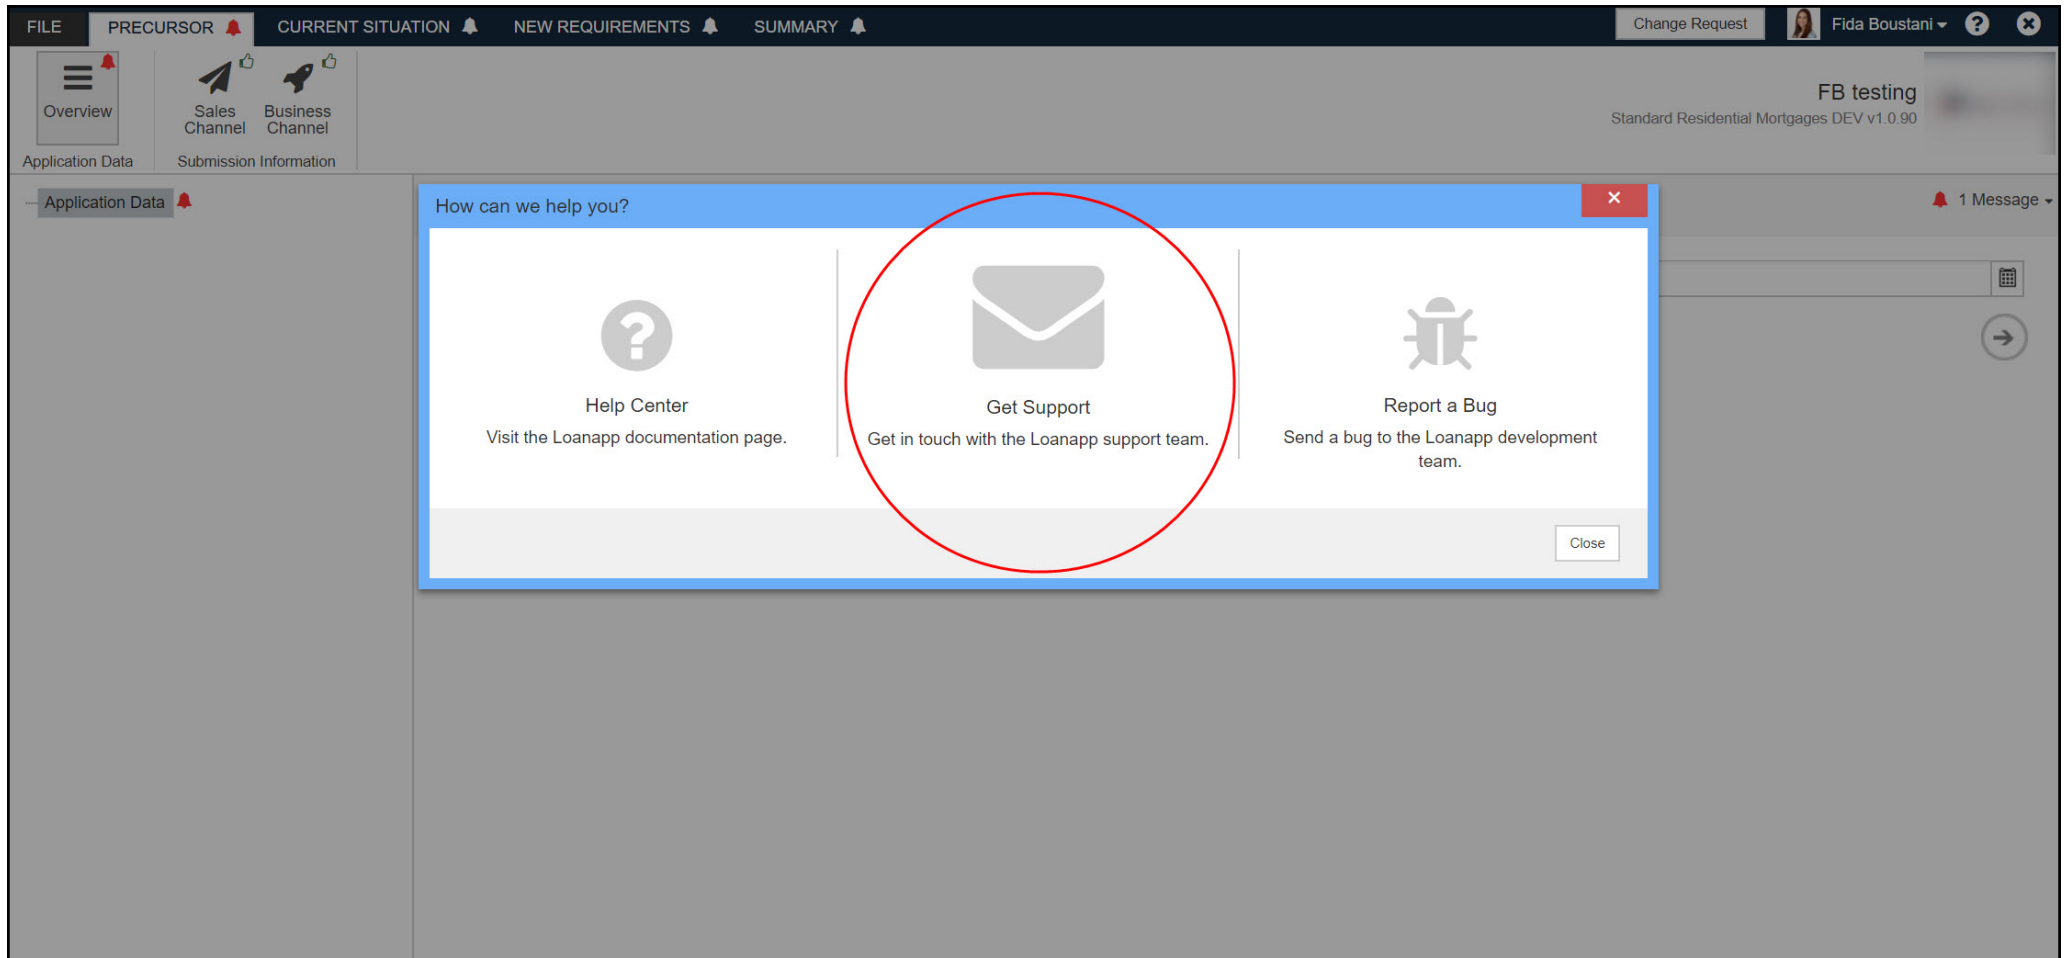 FILE
PRECURSOR
CURRENT SITUATION
NEW REQUIREMENTS
SUMMARY
Change Request
Fida Boustani
Overview
Application Data
Sales
Channel
Business
Channel
Submission Information
FB testing
Standard Residential Mortgages DEV v1.0.90
Application Data
1 Message
How can we help you?
Help Center
Visit the Loanapp documentation page.
Get Support
Get in touch with the Loanapp support team.
Report a Bug
Send a bug to the Loanapp development
team.
Close